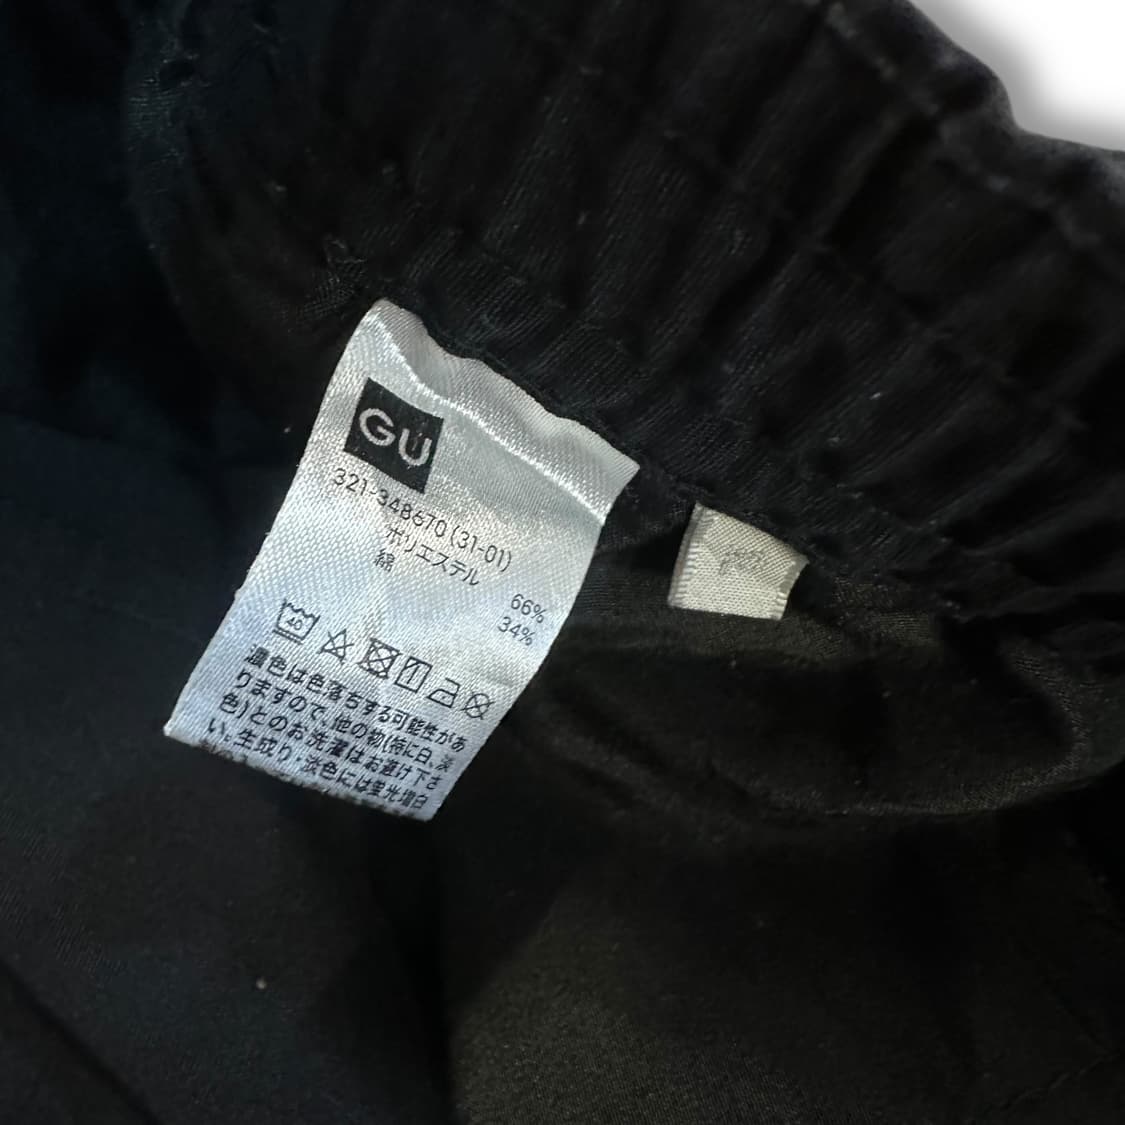 GU
321-348670 (31-01)
ポリエステル 66%
綿 34%
40
濃色は色落ちする可能性があ
りますので、他の物(特に白、淡
色)とのお洗濯はお避け下さ
い。生成り・淡色には蛍光増白